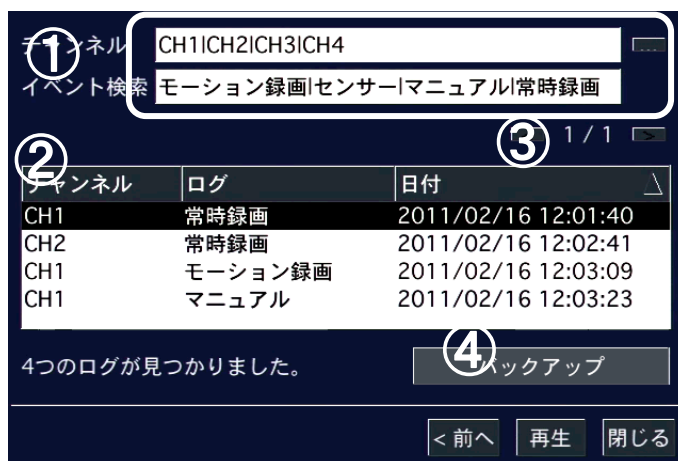 チャンネル CH1|CH2|CH3|CH4 ...
①
イベント検索 モーション録画|センサー|マニュアル|常時録画
③ 1 / 1 >
②
チャンネル ログ 日付 △
CH1 常時録画 2011/02/16 12:01:40
CH2 常時録画 2011/02/16 12:02:41
CH1 モーション録画 2011/02/16 12:03:09
CH1 マニュアル 2011/02/16 12:03:23
4つのログが見つかりました。 ④ バックアップ
< 前へ 再生 閉じる